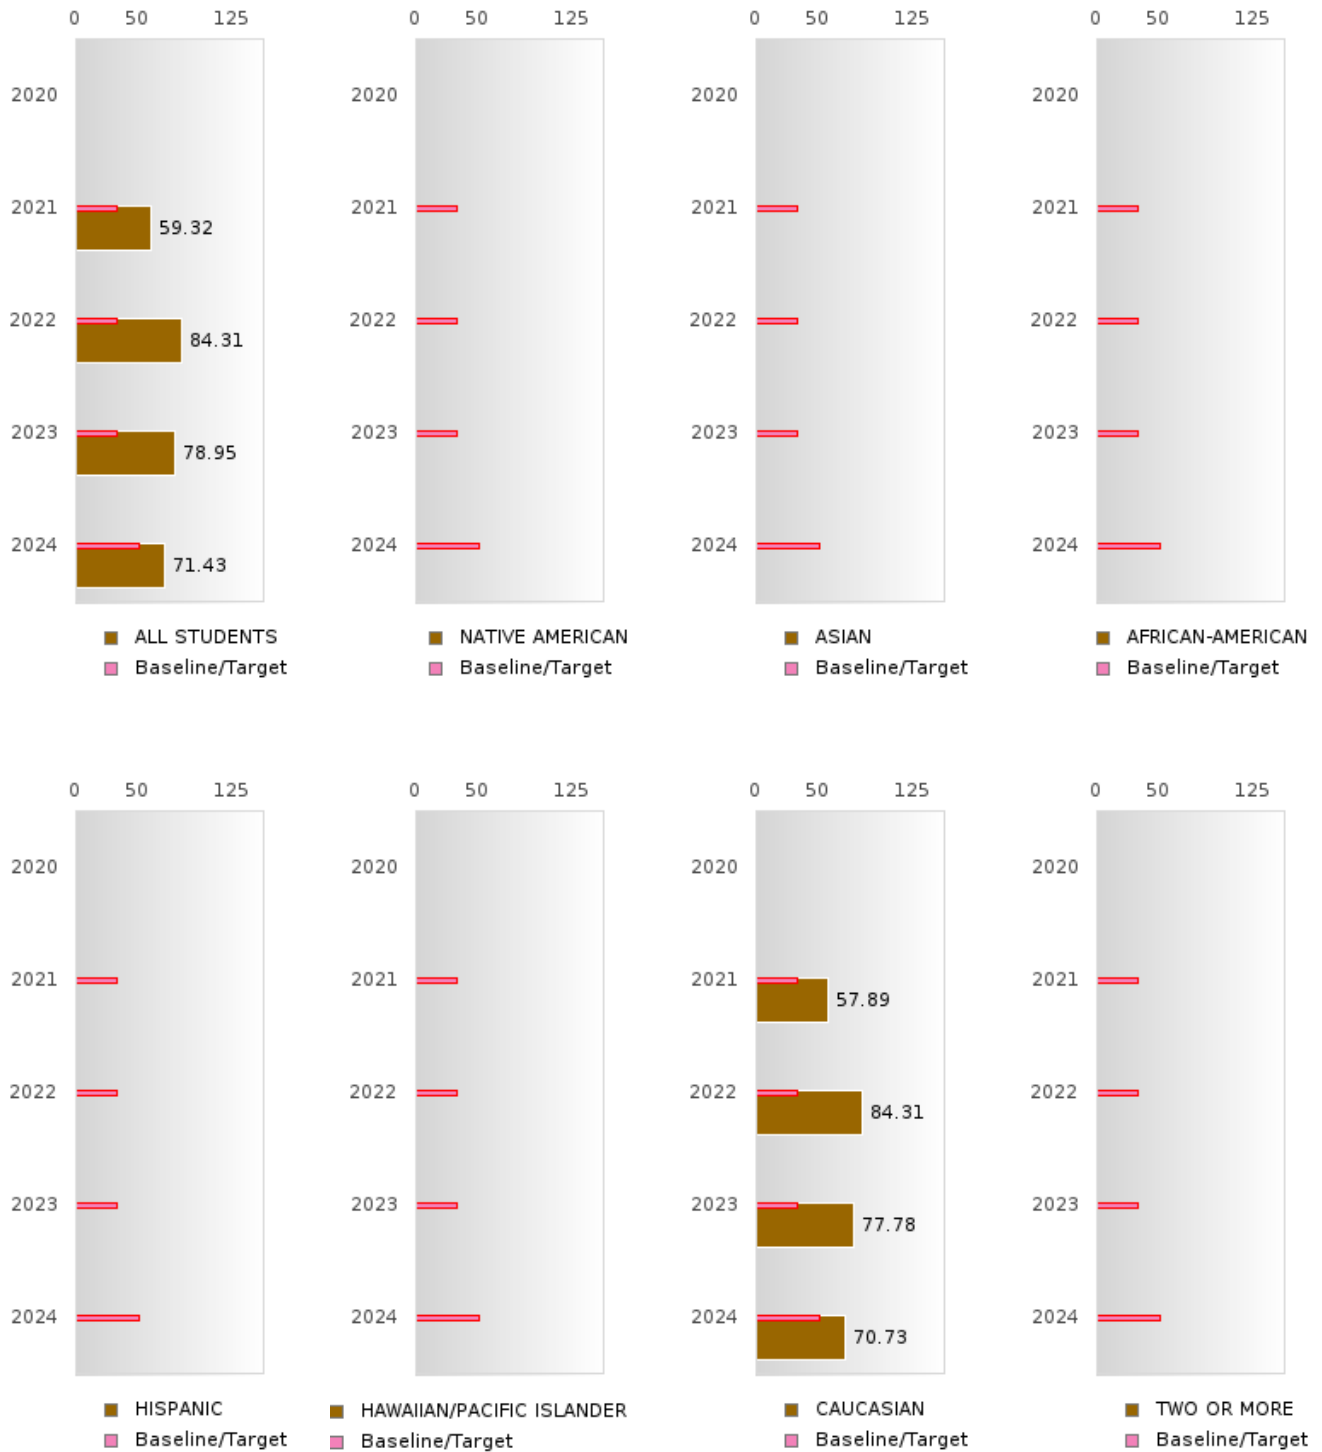 0 50 125 0 50 125 0 50 125 0 50 125
2020 2020 2020 2020
2021 59.32 2021 2021 2021
2022 84.31 2022 2022 2022
2023 78.95 2023 2023 2023
2024 71.43 2024 2024 2024
ALL STUDENTS NATIVE AMERICAN ASIAN AFRICAN-AMERICAN
Baseline/Target Baseline/Target Baseline/Target Baseline/Target
0 50 125 0 50 125 0 50 125 0 50 125
2020 2020 2020 2020
2021 2021 2021 57.89 2021
2022 2022 2022 84.31 2022
2023 2023 2023 77.78 2023
2024 2024 2024 70.73 2024
HISPANIC HAWAIIAN/PACIFIC ISLANDER CAUCASIAN TWO OR MORE
Baseline/Target Baseline/Target Baseline/Target Baseline/Target